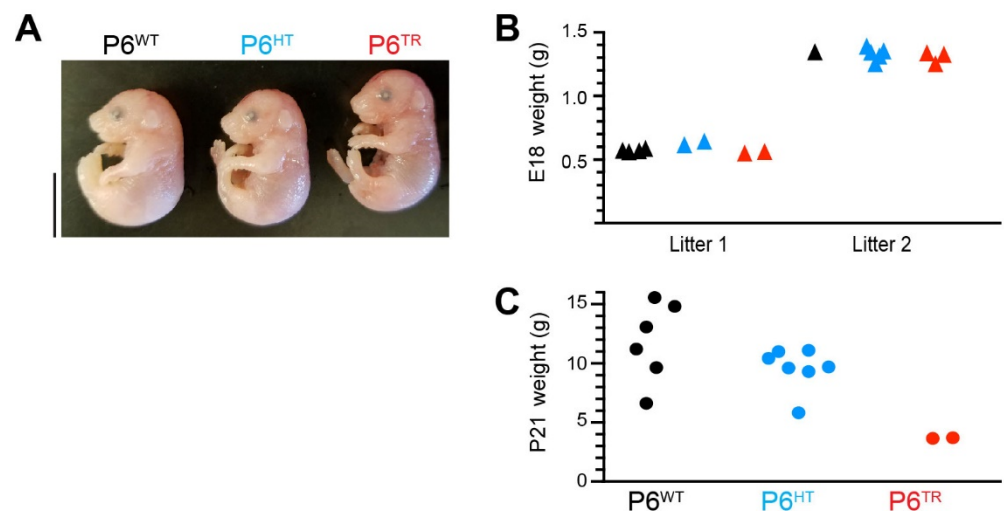 A
P6WT P6HT P6TR
B
E18 weight (g)
1.5
1.0
0.5
Litter 1 Litter 2
C
P21 weight (g)
15
10
5
0
P6WT P6HT P6TR